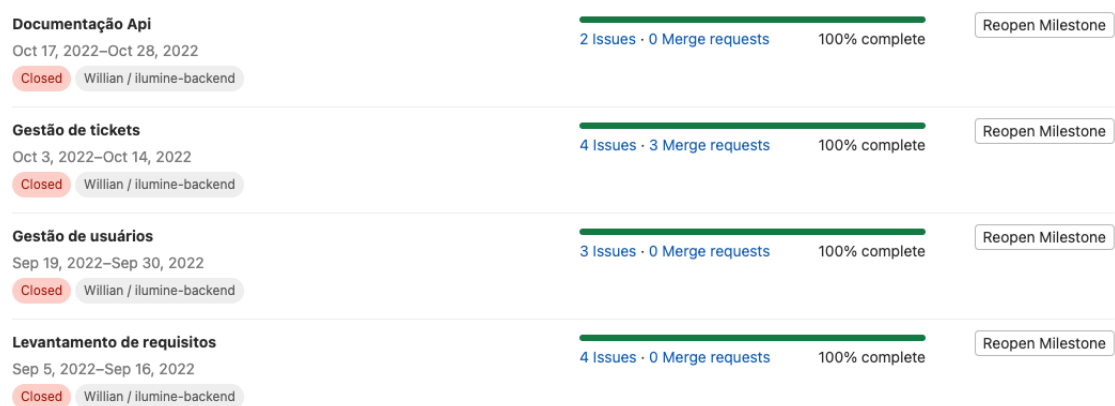 Documentação Api
Oct 17, 2022–Oct 28, 2022
Closed Willian / ilumine-backend
2 Issues · 0 Merge requests 100% complete
Reopen Milestone
Gestão de tickets
Oct 3, 2022–Oct 14, 2022
Closed Willian / ilumine-backend
4 Issues · 3 Merge requests 100% complete
Reopen Milestone
Gestão de usuários
Sep 19, 2022–Sep 30, 2022
Closed Willian / ilumine-backend
3 Issues · 0 Merge requests 100% complete
Reopen Milestone
Levantamento de requisitos
Sep 5, 2022–Sep 16, 2022
Closed Willian / ilumine-backend
4 Issues · 0 Merge requests 100% complete
Reopen Milestone